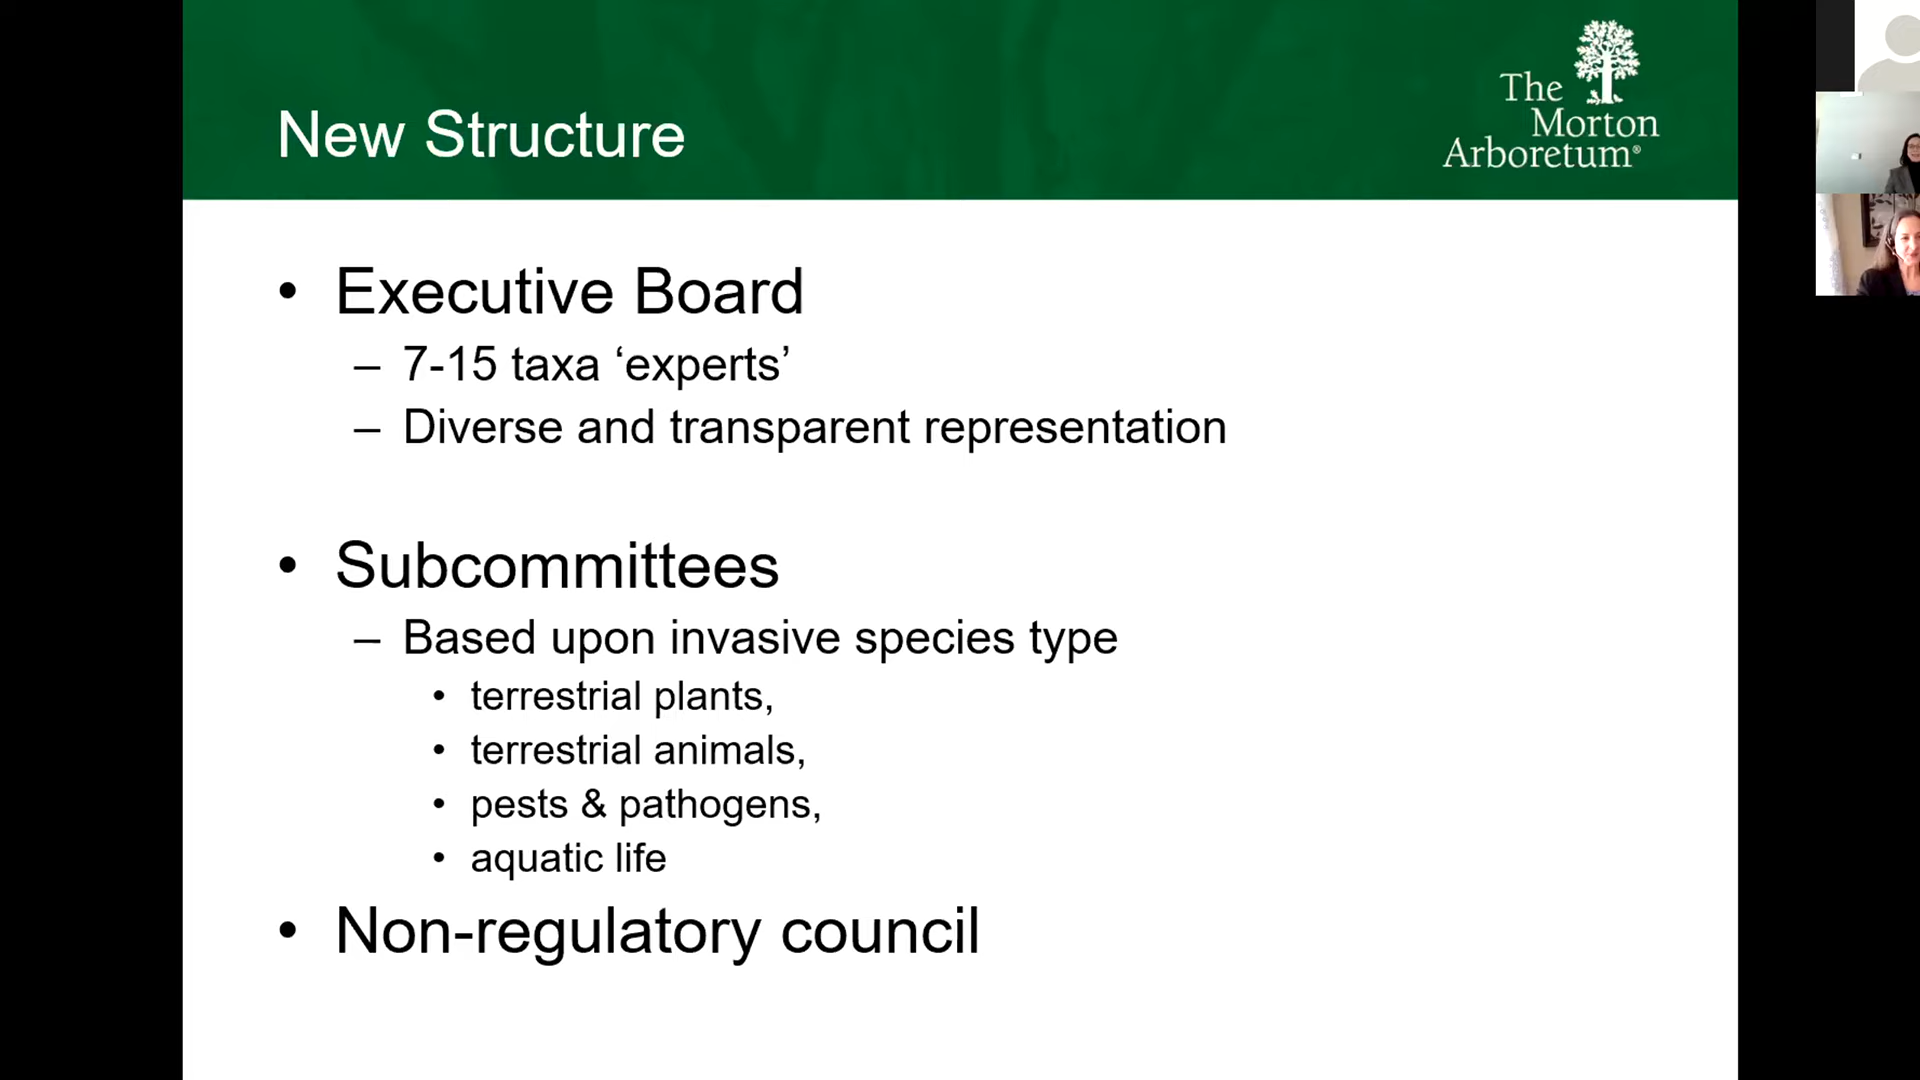 New Structure
The
Morton
Arboretum®
• Executive Board
– 7-15 taxa ‘experts’
– Diverse and transparent representation
• Subcommittees
– Based upon invasive species type
• terrestrial plants,
• terrestrial animals,
• pests & pathogens,
• aquatic life
• Non-regulatory council